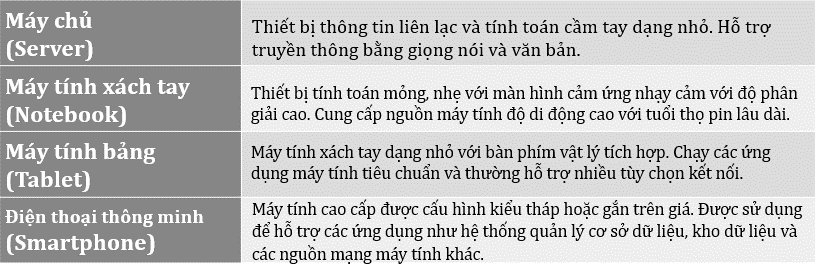 Máy chủ
(Server)
Thiết bị thông tin liên lạc và tính toán cầm tay dạng nhỏ. Hỗ trợ
truyền thông bằng giọng nói và văn bản.
Máy tính xách tay
(Notebook)
Thiết bị tính toán mỏng, nhẹ với màn hình cảm ứng nhạy cảm với độ phân
giải cao. Cung cấp nguồn máy tính độ di động cao với tuổi thọ pin lâu dài.
Máy tính bảng
(Tablet)
Máy tính xách tay dạng nhỏ với bàn phím vật lý tích hợp. Chạy các ứng
dụng máy tính tiêu chuẩn và thường hỗ trợ nhiều tùy chọn kết nối.
Điện thoại thông minh
(Smartphone)
Máy tính cao cấp được cấu hình kiểu tháp hoặc gắn trên giá. Được sử dụng
để hỗ trợ các ứng dụng như hệ thống quản lý cơ sở dữ liệu, kho dữ liệu và
các nguồn mạng máy tính khác.